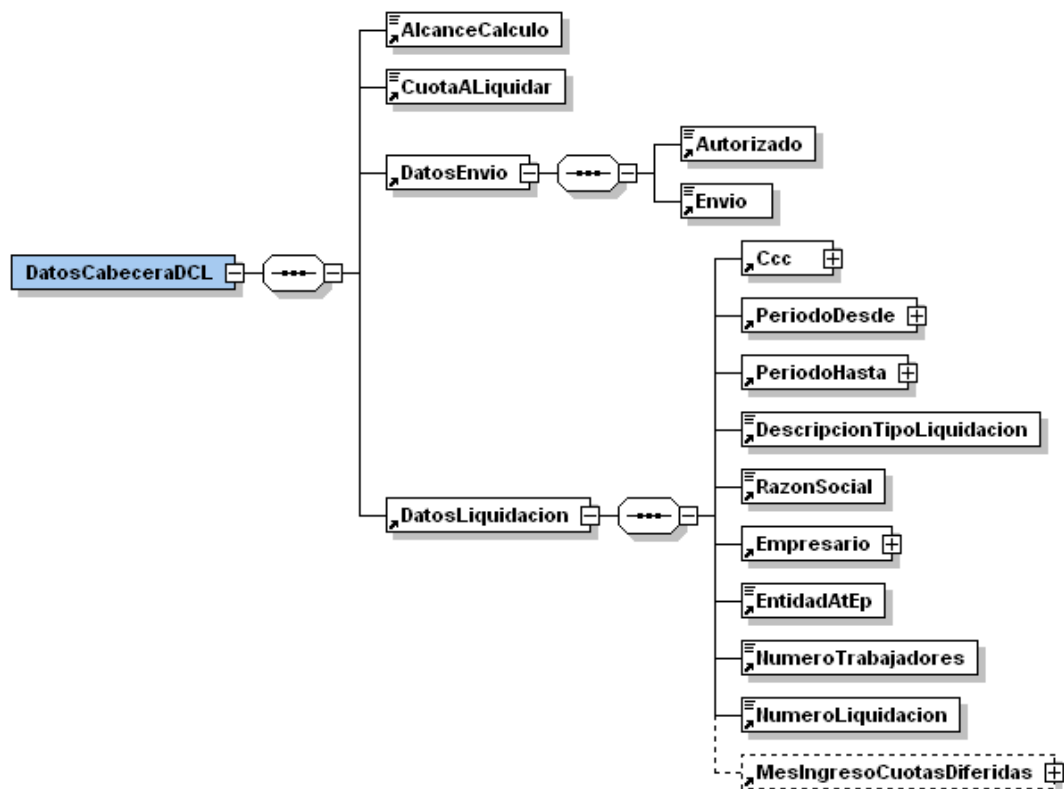 AlcanceCalculo
CuotaALiquidar
DatosEnvio
Autorizado
Envio
DatosCabeceraDCL
DatosLiquidacion
Ccc
PeriodoDesde
PeriodoHasta
DescripcionTipoLiquidacion
RazonSocial
Empresario
EntidadAtEp
NumeroTrabajadores
NumeroLiquidacion
MesIngresoCuotasDiferidas